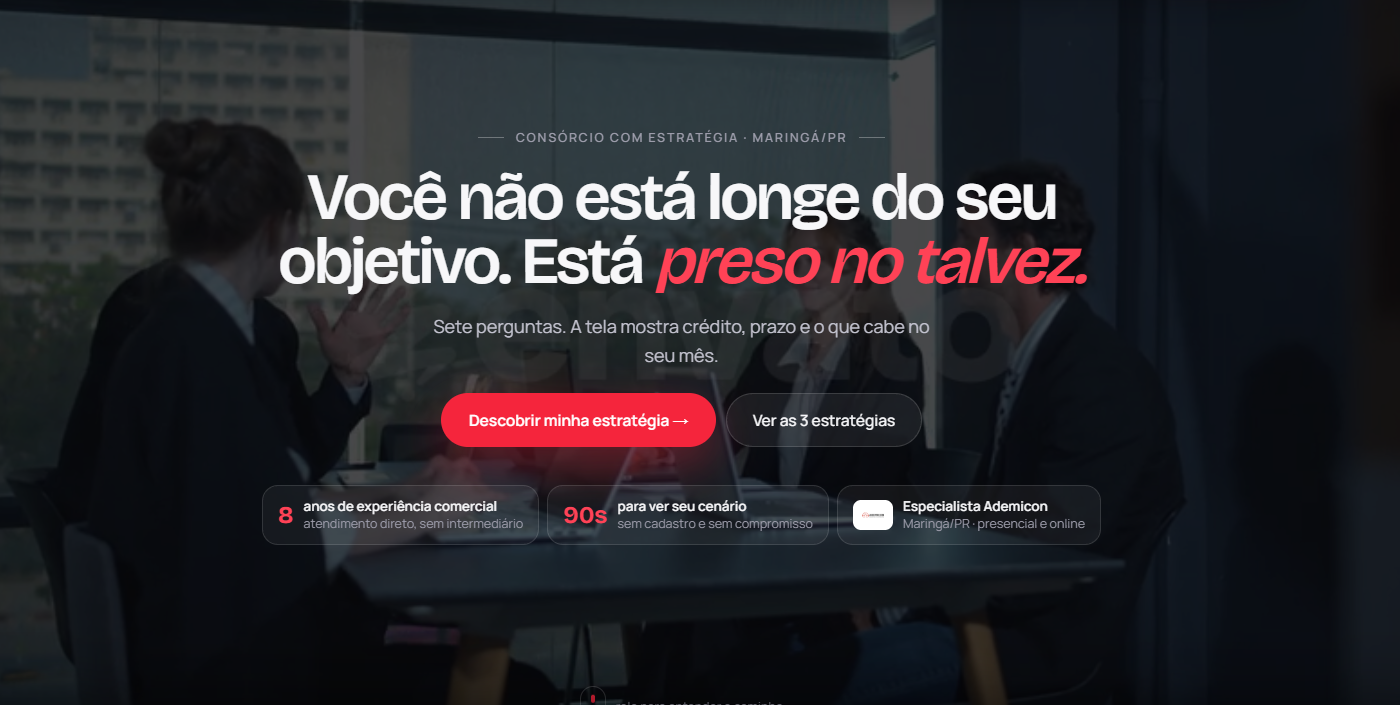 CONSÓRCIO COM ESTRATÉGIA · MARINGÁ/PR
Você não está longe do seu
objetivo. Está preso no talvez.
Sete perguntas. A tela mostra crédito, prazo e o que cabe no
seu mês.
Descobrir minha estratégia →
Ver as 3 estratégias
8
anos de experiência comercial
atendimento direto, sem intermediário
90s
para ver seu cenário
sem cadastro e sem compromisso
Especialista Ademicon
Maringá/PR · presencial e online
envato